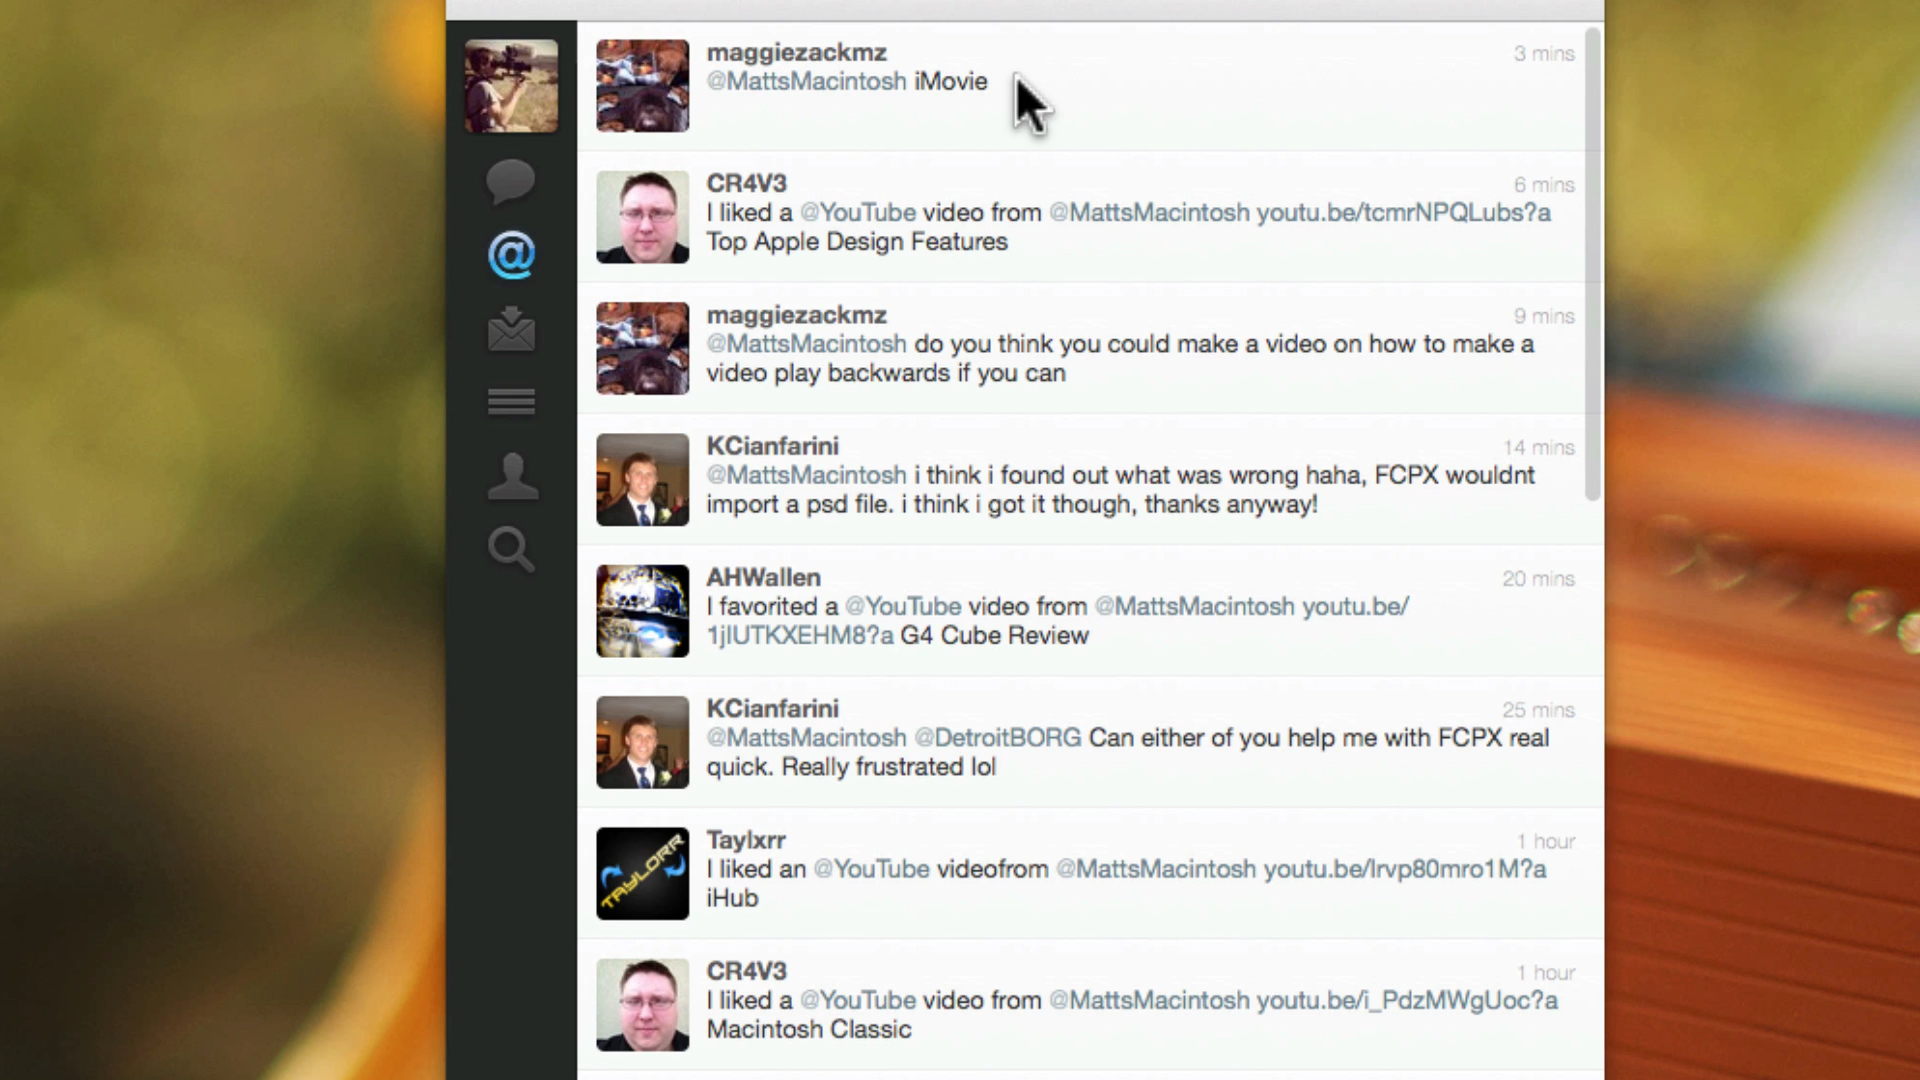 maggiezackmz
3 mins
@MattsMacintosh iMovie
CR4V3
6 mins
I liked a @YouTube video from @MattsMacintosh youtu.be/tcmrNPQLubs?a
Top Apple Design Features
maggiezackmz
9 mins
@MattsMacintosh do you think you could make a video on how to make a
video play backwards if you can
KCianfarini
14 mins
@MattsMacintosh i think i found out what was wrong haha, FCPX wouldnt
import a psd file. i think i got it though, thanks anyway!
AHWallen
20 mins
I favorited a @YouTube video from @MattsMacintosh youtu.be/
1jIUTKXEHM8?a G4 Cube Review
KCianfarini
25 mins
@MattsMacintosh @DetroitBORG Can either of you help me with FCPX real
quick. Really frustrated lol
Taylxrr
1 hour
I liked an @YouTube videofrom @MattsMacintosh youtu.be/lrvp80mro1M?a
iHub
TAYLORR
CR4V3
1 hour
I liked a @YouTube video from @MattsMacintosh youtu.be/i_PdzMWgUoc?a
Macintosh Classic